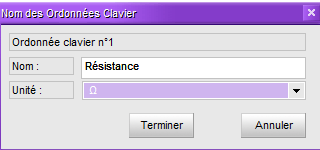 Nom des Ordonnées Clavier
Ordonnée clavier n°1
Nom : Résistance
Unité : Ω
Terminer Annuler